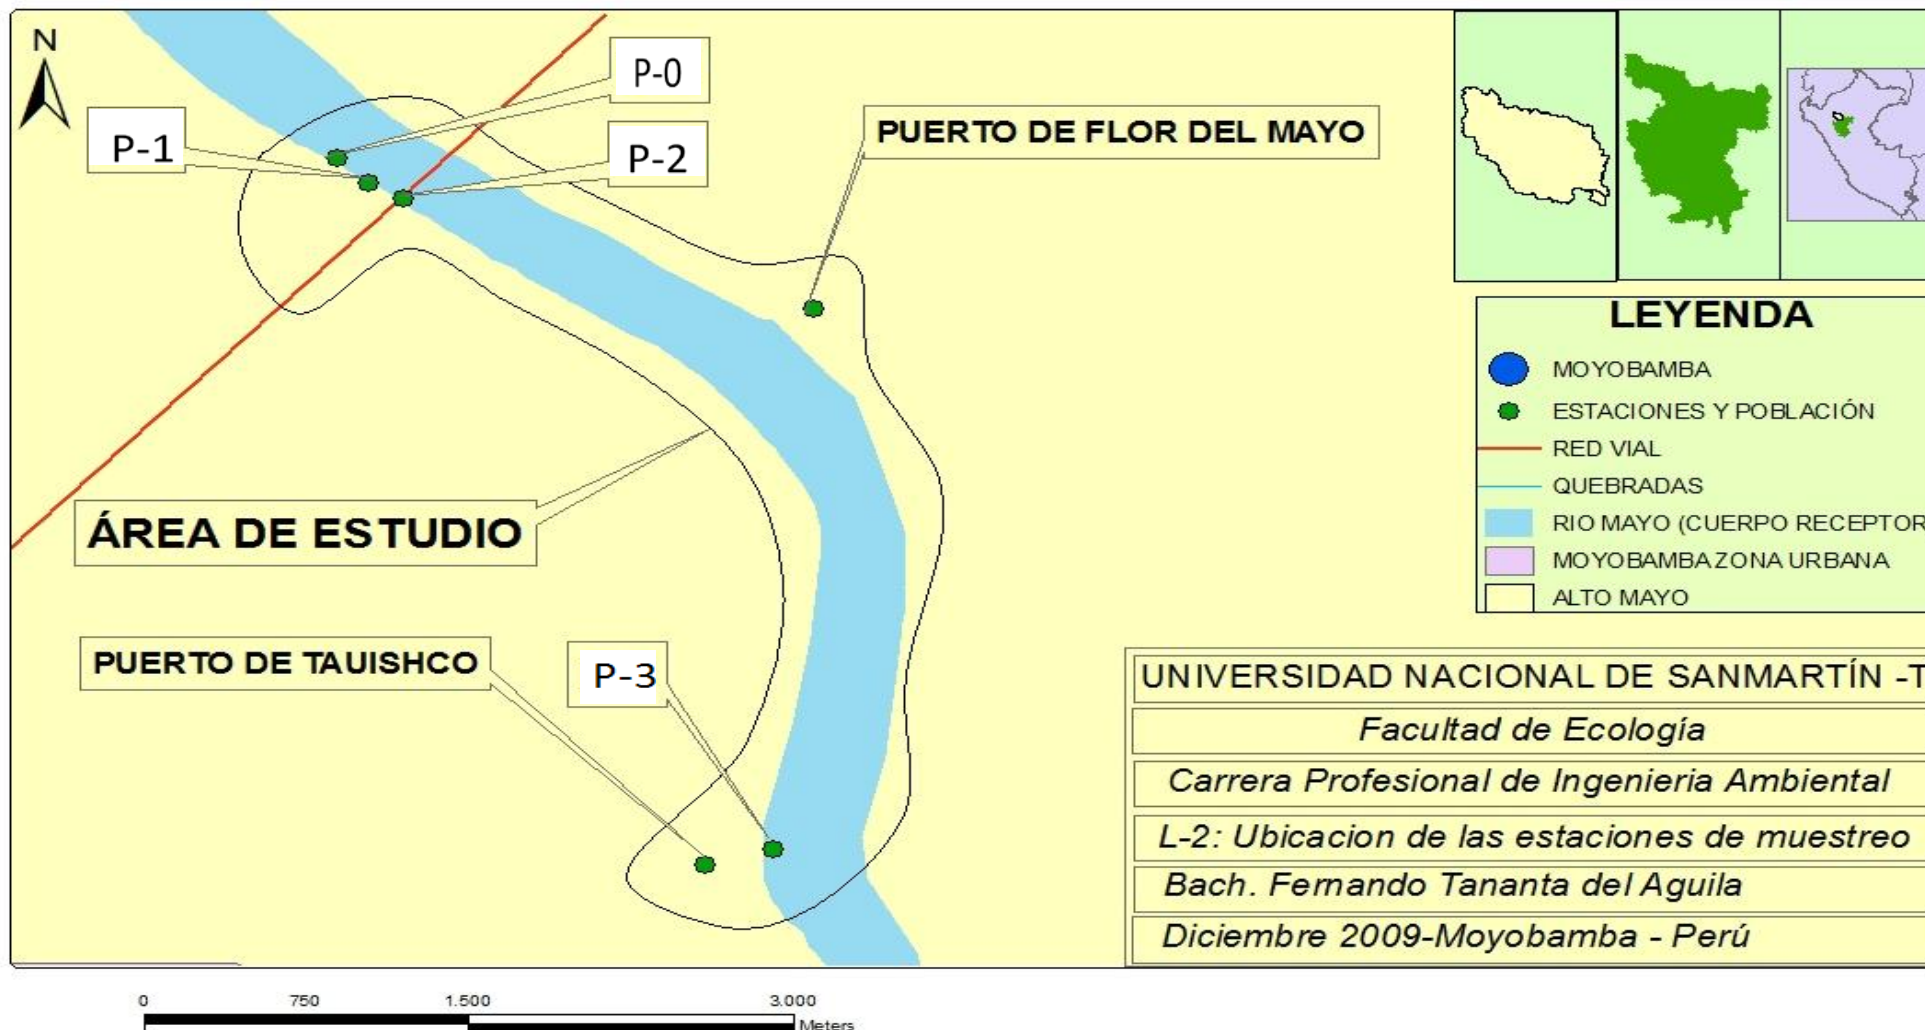 N
P-0
P-1
P-2
PUERTO DE FLOR DEL MAYO
ÁREA DE ESTUDIO
PUERTO DE TAUISHCO
P-3
LEYENDA
MOYOBAMBA
ESTACIONES Y POBLACIÓN
RED VIAL
QUEBRADAS
RIO MAYO (CUERPO RECEPTOR
MOYOBAMBA ZONA URBANA
ALTO MAYO
UNIVERSIDAD NACIONAL DE SANMARTÍN -T
Facultad de Ecología
Carrera Profesional de Ingenieria Ambiental
L-2: Ubicacion de las estaciones de muestreo
Bach. Fernando Tananta del Aguila
Diciembre 2009-Moyobamba - Perú
0 750 1.500 3.000
Meters